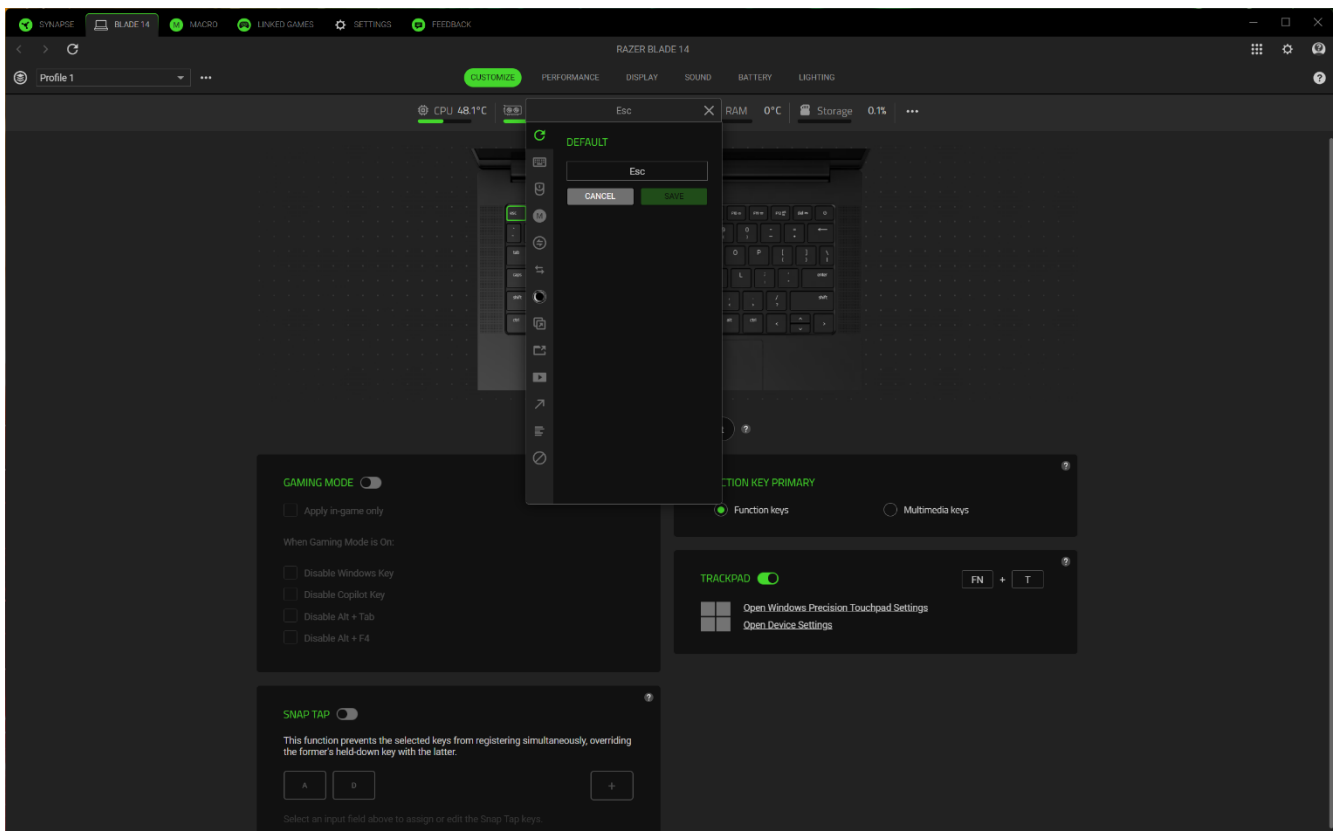 SYNAPSE BLADE 14 MACRO LINKED GAMES SETTINGS FEEDBACK
RAZER BLADE 14
Profile 1 CUSTOMIZE PERFORMANCE DISPLAY SOUND BATTERY LIGHTING
CPU 48.1°C RAM 0°C Storage 0.1%
Esc
DEFAULT
Esc
CANCEL SAVE
GAMING MODE
Apply in-game only
When Gaming Mode is On:
Disable Windows Key
Disable Copilot Key
Disable Alt + Tab
Disable Alt + F4
CTION KEY PRIMARY
Function keys Multimedia keys
TRACKPAD FN + T
Open Windows Precision Touchpad Settings
Open Device Settings
SNAP TAP
This function prevents the selected keys from registering simultaneously, overriding
the former's held-down key with the latter.
A D +
Select an input field above to assign or edit the Snap Tap keys.